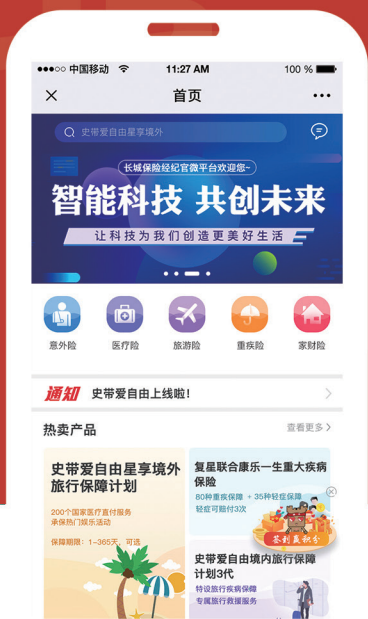 中国移动
11:27 AM
100 %
首页
史带爱自由星享境外
长城保险经纪官微平台欢迎您~
智能科技 共创未来
让科技为我们创造更美好生活
意外险
医疗险
旅游险
重疾险
家财险
通知
史带爱自由上线啦！
热卖产品
查看更多
史带爱自由星享境外
旅行保障计划
200个国家医疗直付服务
承保热门娱乐活动
保障期限：1~365天，可选
复星联合康乐一生重大疾病
保险
80种重疾保障 + 35种轻症保障
轻症可赔付3次
签到赢积分
史带爱自由境内旅行保障
计划3代
特设旅行疾病保障
专属旅行救援服务